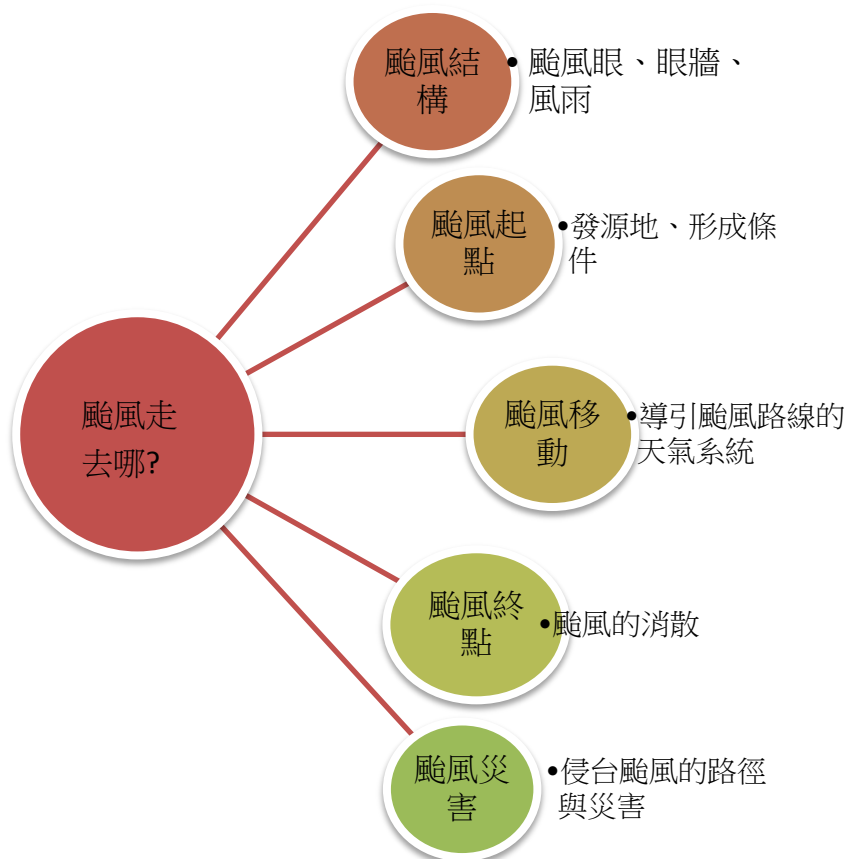 颱風結
構
• 颱風眼、眼牆、
風雨
颱風起
點
•發源地、形成條
件
颱風走
去哪?
颱風移
動
•導引颱風路線的
天氣系統
颱風終
點
•颱風的消散
颱風災
害
•侵台颱風的路徑
與災害